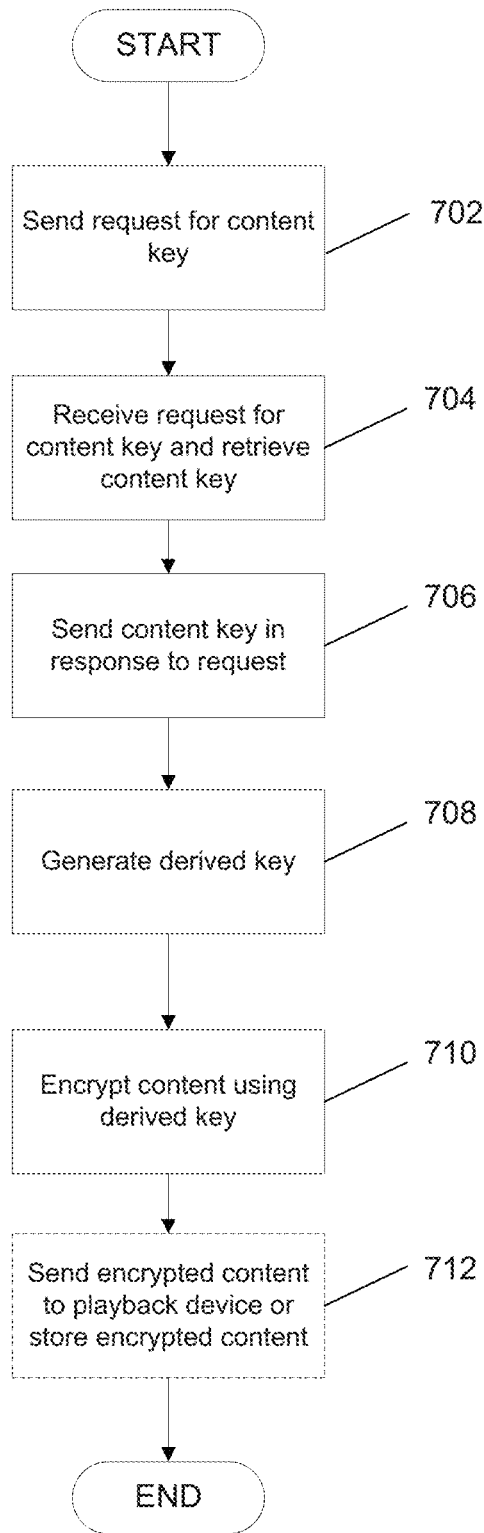 START
Send request for content
key
702
Receive request for
content key and retrieve
content key
704
Send content key in
response to request
706
Generate derived key
708
Encrypt content using
derived key
710
Send encrypted content
to playback device or
store encrypted content
712
END